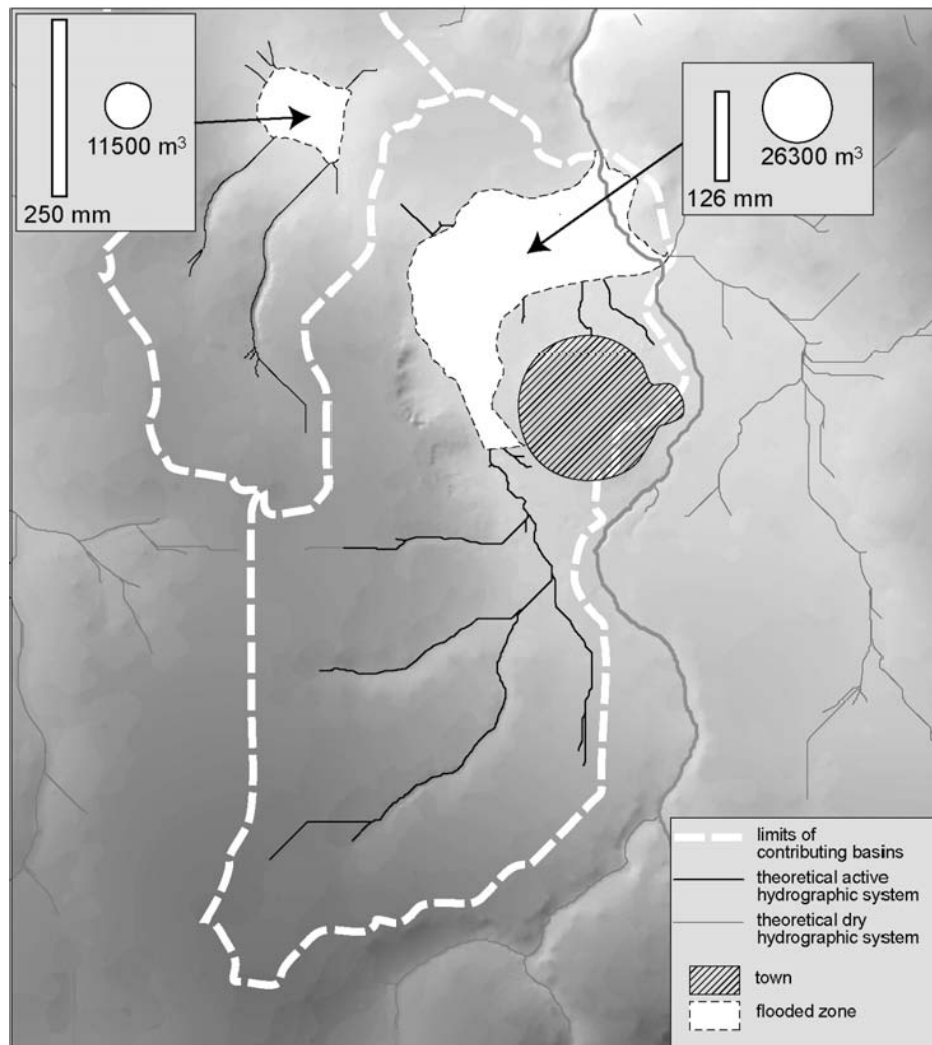 11500 m³
250 mm
26300 m³
126 mm
limits of
contributing basins
theoretical active
hydrographic system
theoretical dry
hydrographic system
town
flooded zone